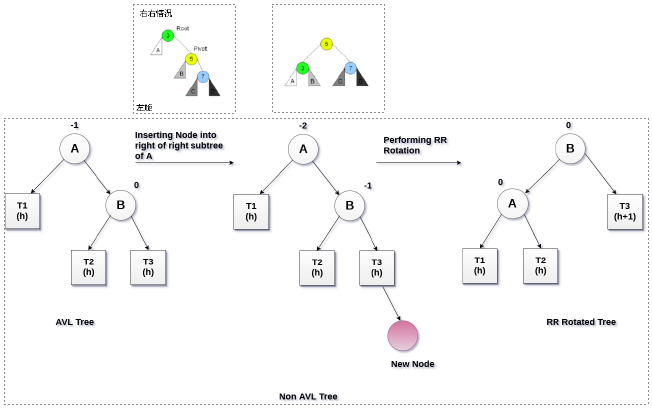 右右情况
Root
3
Pivolt
A
5
B
7
C
左旋
5
3
7
A
B
C
-1
A
Inserting Node into
right of right subtree
of A
0
B
T1
(h)
T2
(h)
T3
(h)
AVL Tree
-2
A
Performing RR
Rotation
-1
B
T1
(h)
T2
(h)
T3
(h)
New Node
Non AVL Tree
0
B
0
A
T3
(h+1)
T1
(h)
T2
(h)
RR Rotated Tree